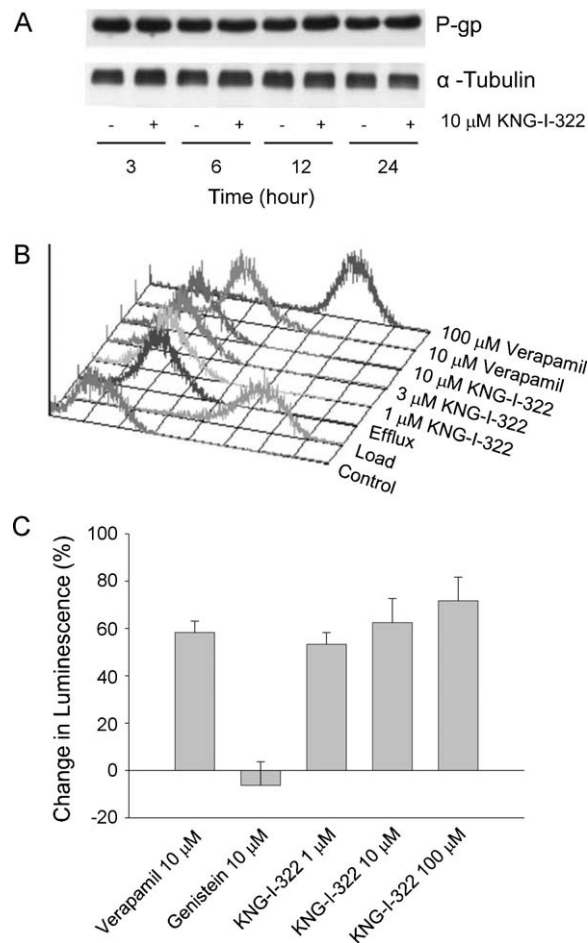 A
P-gp
α -Tubulin
- + - + - + - + 10 μM KNG-I-322
3 6 12 24
Time (hour)
B
100 μM Verapamil
10 μM Verapamil
10 μM KNG-I-322
3 μM KNG-I-322
1 μM KNG-I-322
Efflux
Load
Control
C
Change in Luminescence (%)
100
80
60
40
20
0
-20
Verapamil 10 μM
Genistein 10 μM
KNG-I-322 1 μM
KNG-I-322 10 μM
KNG-I-322 100 μM